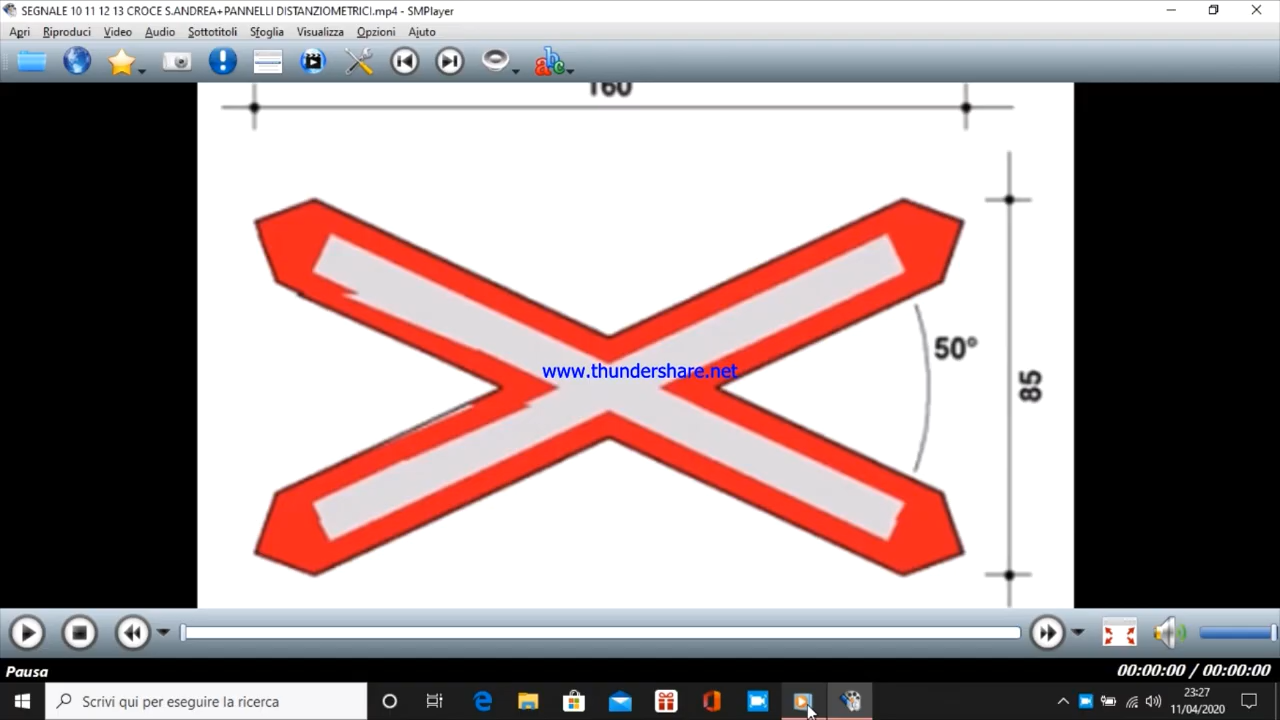 SEGNALE 10 11 12 13 CROCE S.ANDREA+PANNELLI DISTANZIOMETRICI.mp4 - SMPlayer
Apri Riproduci Video Audio Sottotitoli Sfoglia Visualizza Opzioni Aiuto
abc
160
50°
85
www.thundershare.net
Pausa
00:00:00 / 00:00:00
Scrivi qui per eseguire la ricerca
23:27
11/04/2020